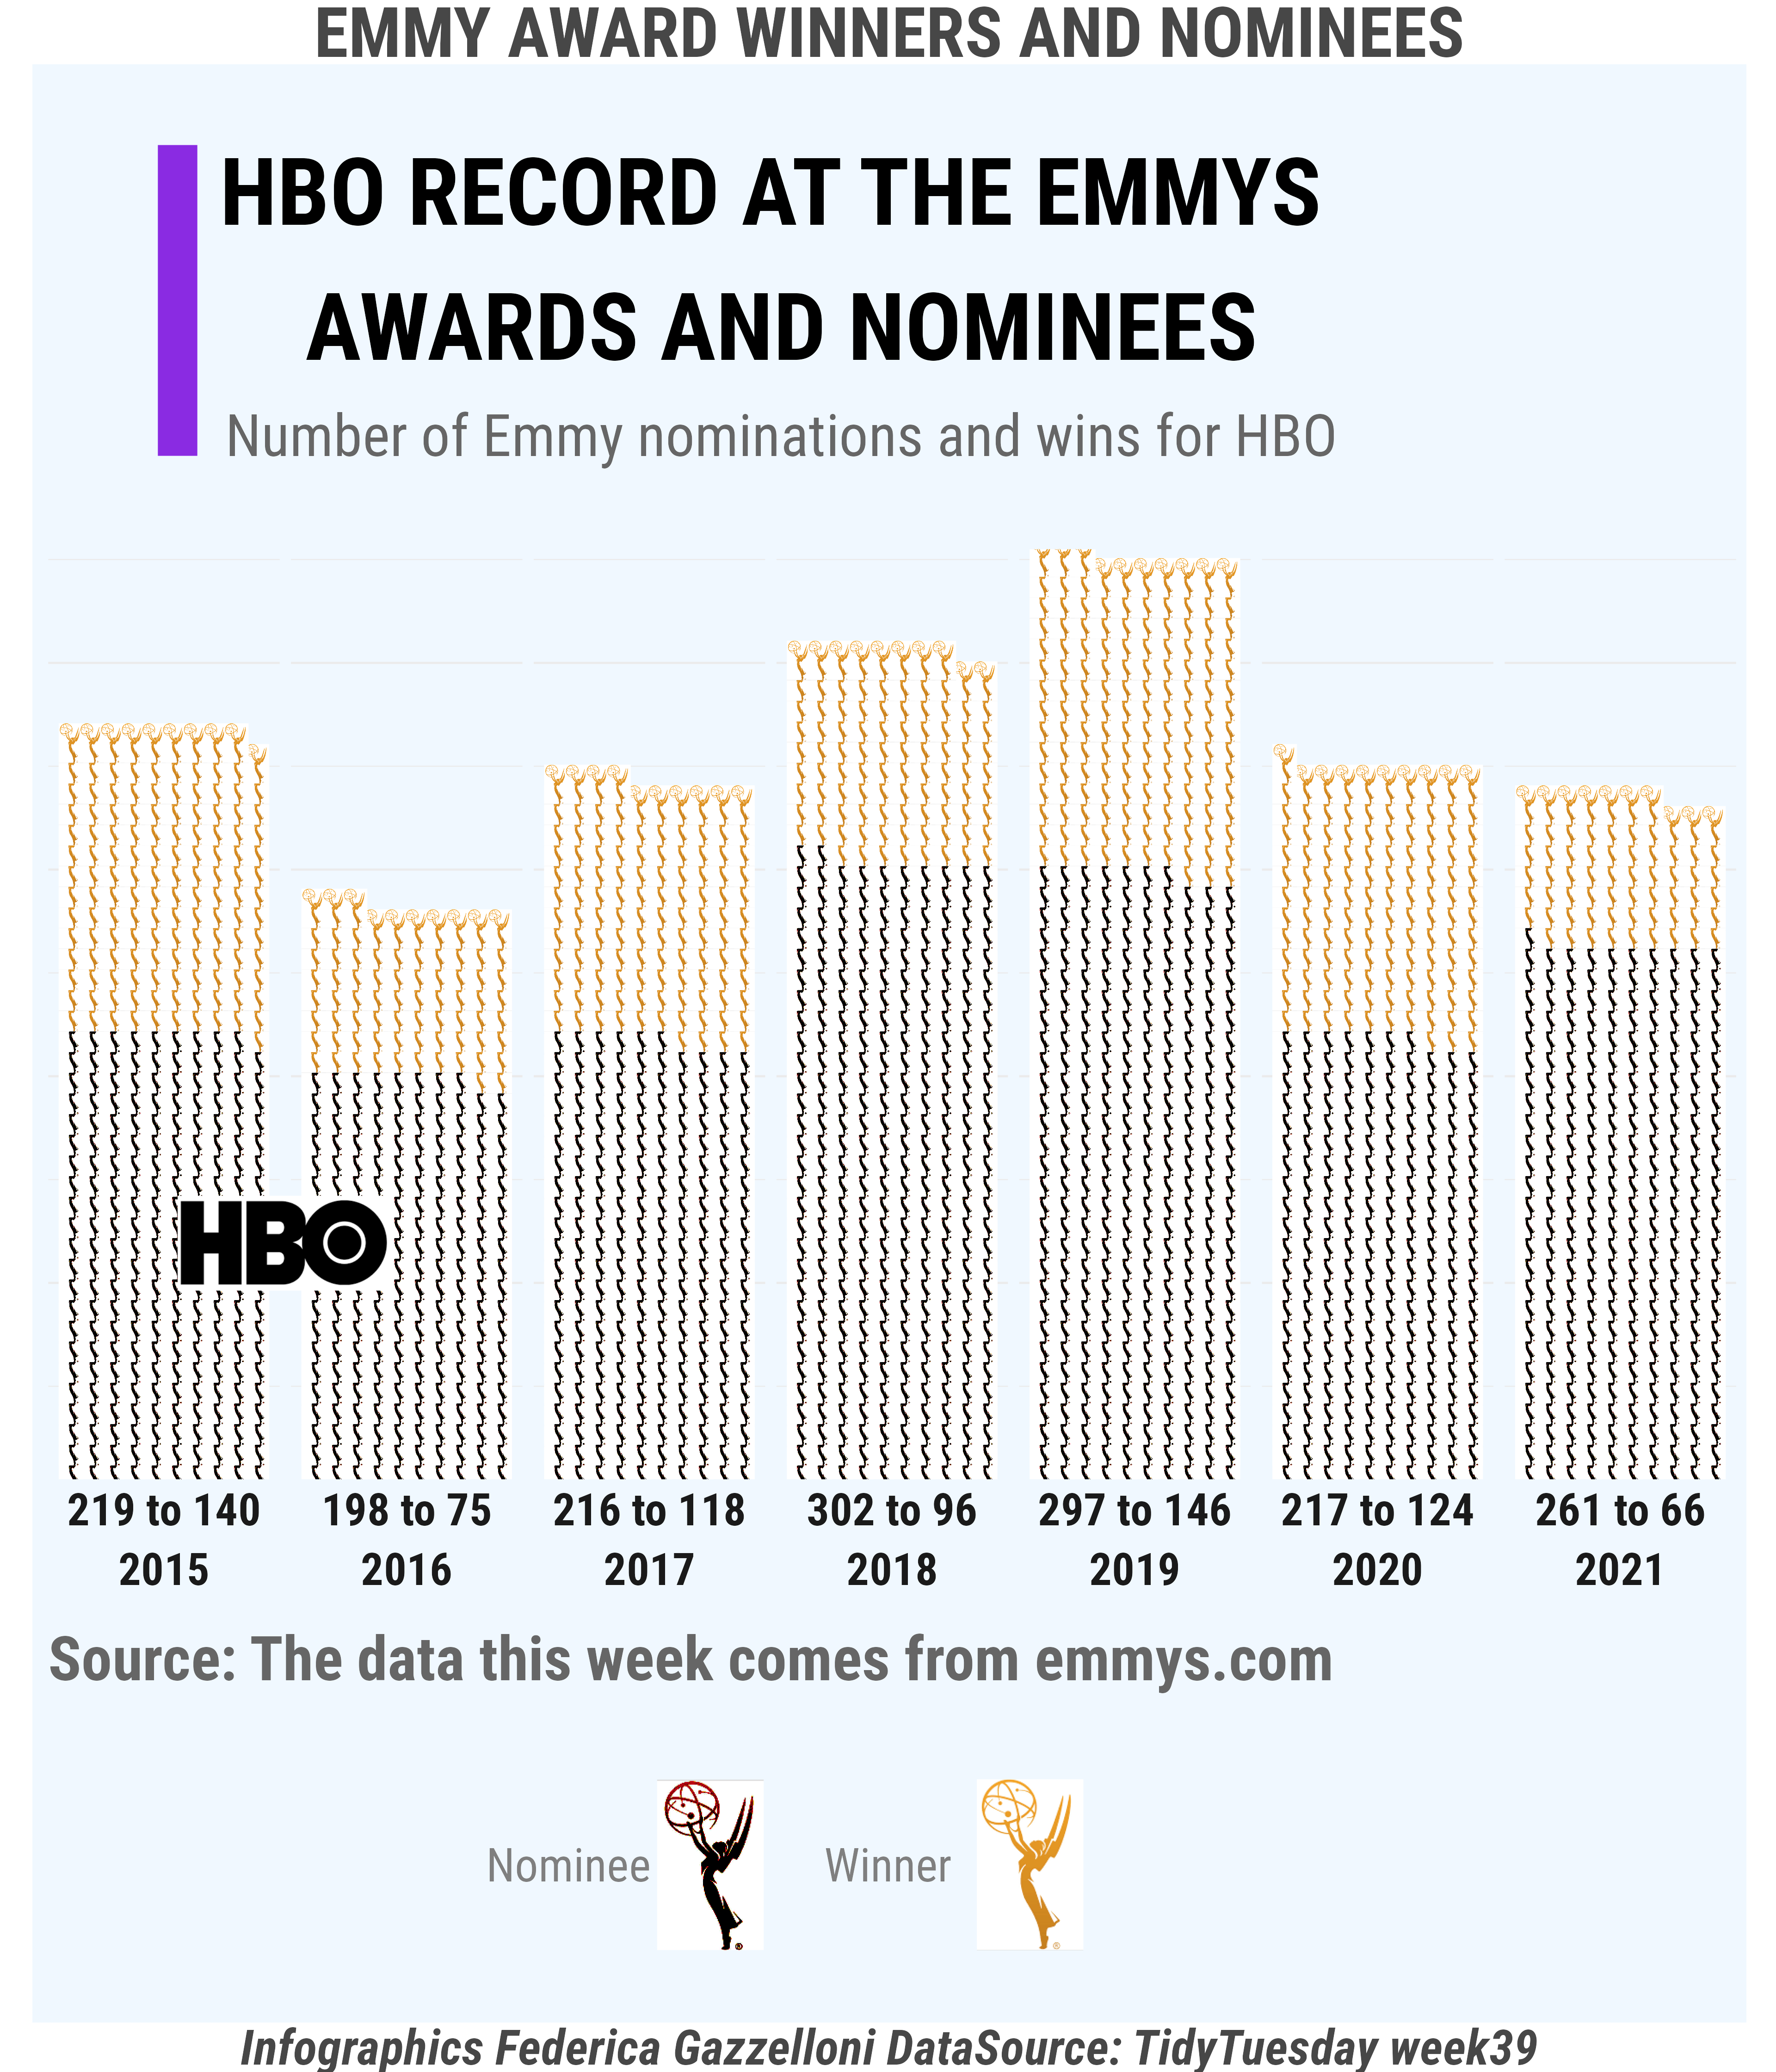 EMMY AWARD WINNERS AND NOMINEES
HBO RECORD AT THE EMMYS
AWARDS AND NOMINEES
Number of Emmy nominations and wins for HBO
HBO
219 to 140 198 to 75 216 to 118 302 to 96 297 to 146 217 to 124 261 to 66
2015 2016 2017 2018 2019 2020 2021
Source: The data this week comes from emmys.com
Nominee Winner
Infographics Federica Gazzelloni DataSource: TidyTuesday week39